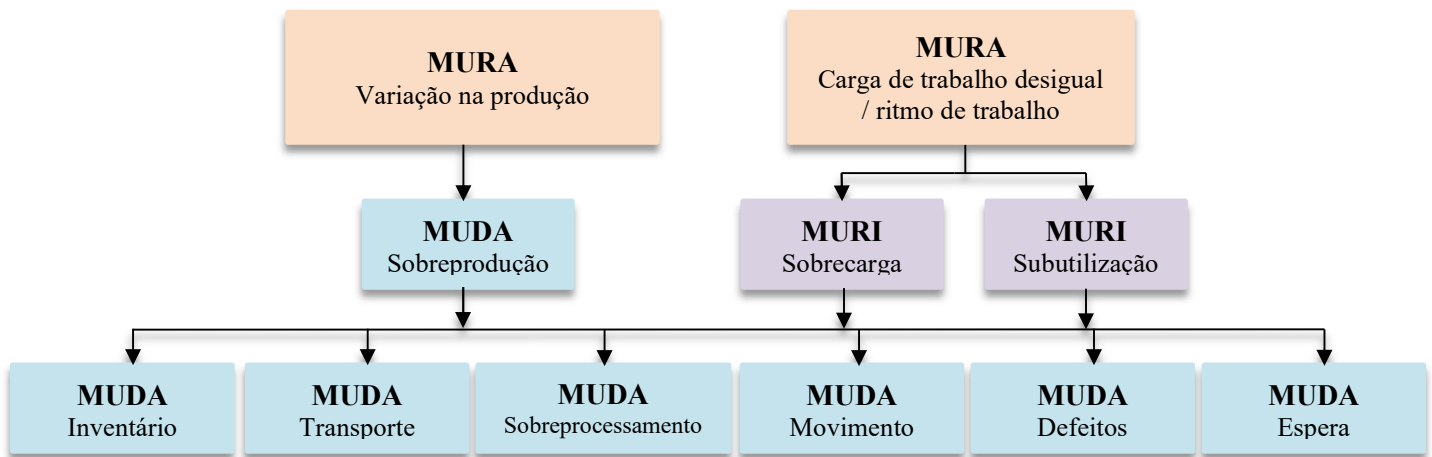 MURA
Variação na produção
MURA
Carga de trabalho desigual
/ ritmo de trabalho
MUDA
Sobreprodução
MURI
Sobrecarga
MURI
Subutilização
MUDA
Inventário
MUDA
Transporte
MUDA
Sobreprocessamento
MUDA
Movimento
MUDA
Defeitos
MUDA
Espera